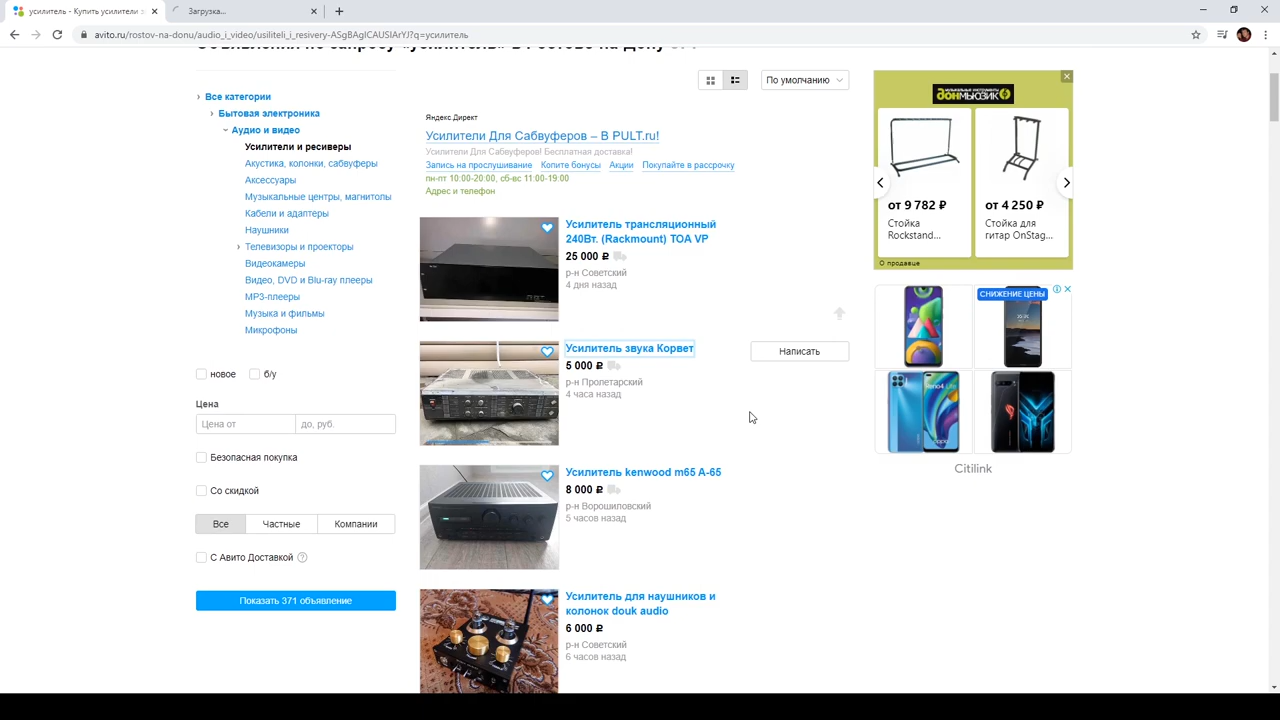 усилитель - Купить усилители
Загрузка...
avito.ru/rostov-na-donu/audio_i_video/usiliteli_i_resivery-ASgBAgICAUSIArYJ?q=усилитель
Все категории
Бытовая электроника
Аудио и видео
Усилители и ресиверы
Акустика, колонки, сабвуферы
Аксессуары
Музыкальные центры, магнитолы
Кабели и адаптеры
Наушники
Телевизоры и проекторы
Видеокамеры
Видео, DVD и Blu-ray плееры
MP3-плееры
Музыка и фильмы
Микрофоны
новое
б/у
Цена
Цена от
до, руб.
Безопасная покупка
Со скидкой
Все
Частные
Компании
С Авито Доставкой ?
Показать 371 объявление
По умолчанию
Яндекс Директ
Усилители Для Сабвуферов – В PULT.ru!
Усилители Для Сабвуферов! Бесплатная доставка!
Запись на прослушивание Копите бонусы Акции Покупайте в рассрочку
пн-пт 10:00-20:00, сб-вс 11:00-19:00
Адрес и телефон
Усилитель трансляционный
240Вт. (Rackmount) TOA VP
25 000 ₽
р-н Советский
4 дня назад
Усилитель звука Корвет
5 000 ₽
р-н Пролетарский
4 часа назад
Написать
Усилитель kenwood m65 A-65
8 000 ₽
р-н Ворошиловский
5 часов назад
Усилитель для наушников и
колонок douk audio
6 000 ₽
р-н Советский
6 часов назад
МУЗЫКАЛЬНЫЕ ИНСТРУМЕНТЫ
ДОНМЬЮЗИК
от 9 782 ₽
Стойка
Rockstand...
от 4 250 ₽
Стойка для
гитар OnStag...
О продавце
СНИЖЕНИЕ ЦЕНЫ
Citilink